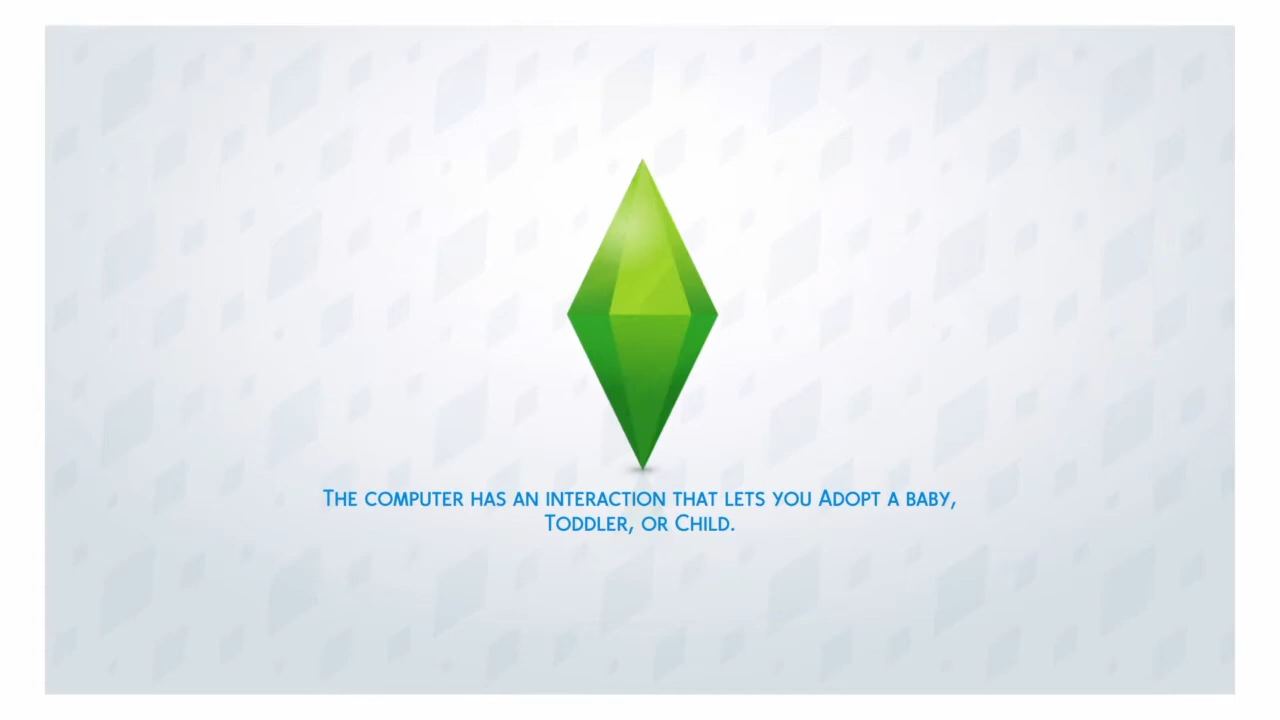 The computer has an interaction that lets you Adopt a baby,
Toddler, or Child.